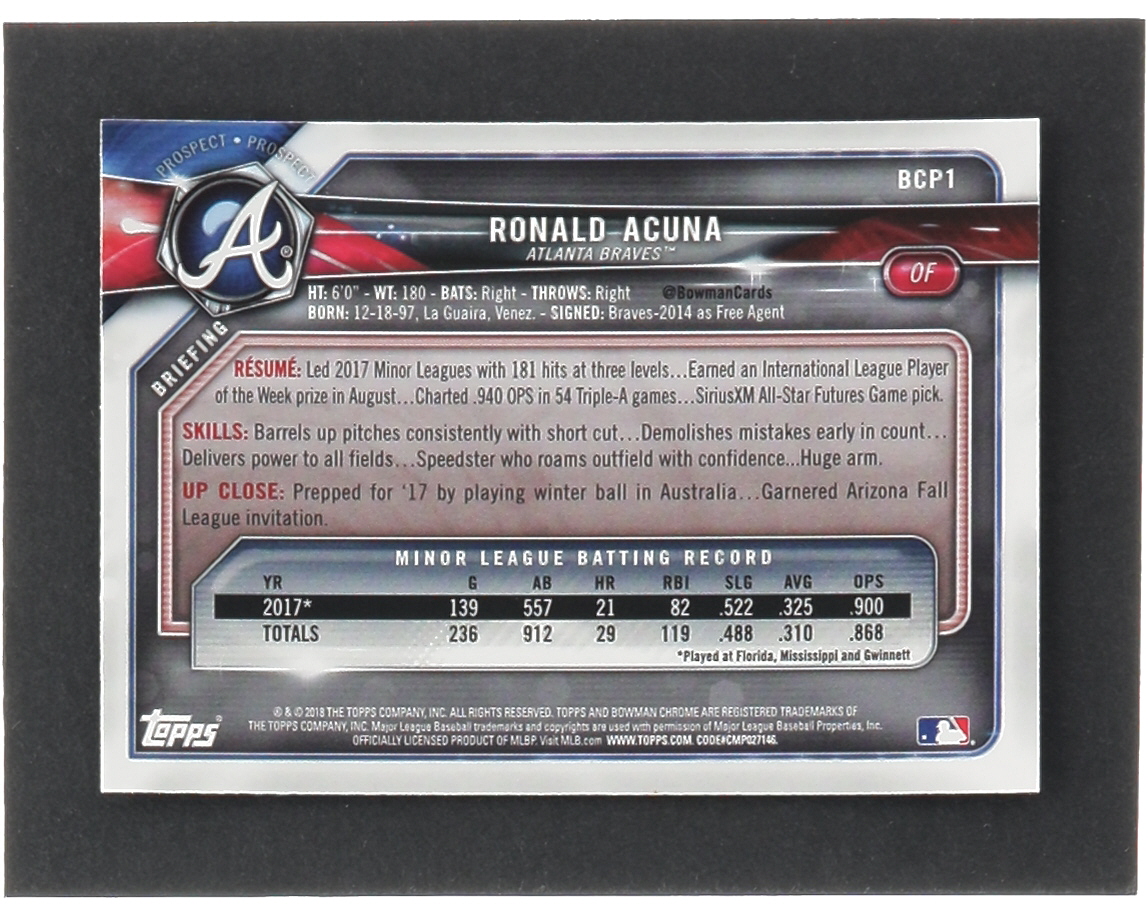 PROSPECT • PROSPECT
BCP1
A®
RONALD ACUNA
ATLANTA BRAVES™
OF
HT: 6'0" - WT: 180 - BATS: Right - THROWS: Right @BowmanCards
BORN: 12-18-97, La Guaira, Venez. - SIGNED: Braves-2014 as Free Agent
BRIEFING
RÉSUMÉ: Led 2017 Minor Leagues with 181 hits at three levels...Earned an International League Player
of the Week prize in August...Charted .940 OPS in 54 Triple-A games...SiriusXM All-Star Futures Game pick.
SKILLS: Barrels up pitches consistently with short cut...Demolishes mistakes early in count...
Delivers power to all fields...Speedster who roams outfield with confidence...Huge arm.
UP CLOSE: Prepped for '17 by playing winter ball in Australia...Garnered Arizona Fall
League invitation.
MINOR LEAGUE BATTING RECORD
YR G AB HR RBI SLG AVG OPS
2017* 139 557 21 82 .522 .325 .900
TOTALS 236 912 29 119 .488 .310 .868
*Played at Florida, Mississippi and Gwinnett
Topps®
® & © 2018 THE TOPPS COMPANY, INC. ALL RIGHTS RESERVED. TOPPS AND BOWMAN CHROME ARE REGISTERED TRADEMARKS OF
THE TOPPS COMPANY, INC. Major League Baseball trademarks and copyrights are used with permission of Major League Baseball Properties, Inc.
OFFICIALLY LICENSED PRODUCT OF MLBP Visit MLB.com WWW.TOPPS.COM. CODE#CMP027146.